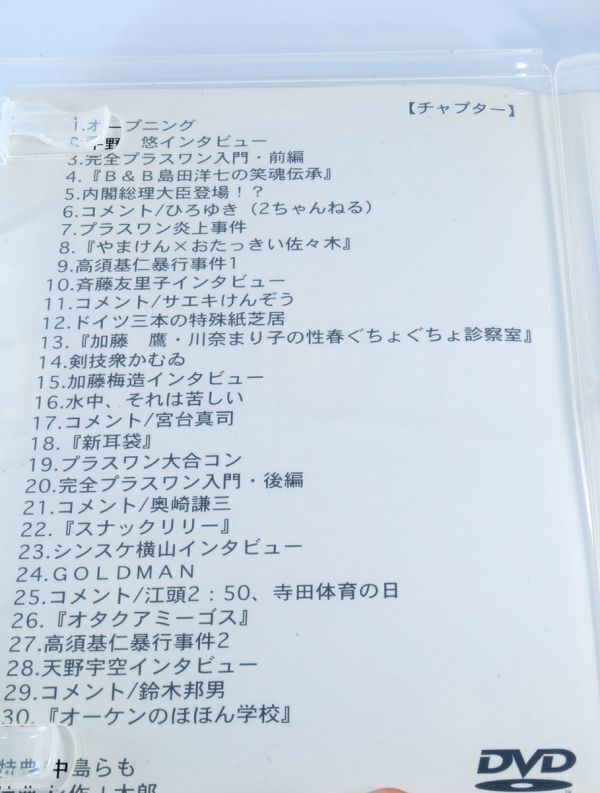 【チャプター】
1.オープニング
2.平野　悠インタビュー
3.完全プラスワン入門・前編
4.『B&B島田洋七の笑魂伝承』
5.内閣総理大臣登場!?
6.コメント/ひろゆき（2ちゃんねる）
7.プラスワン炎上事件
8.『やまけん×おたっきい佐々木』
9.高須基仁暴行事件1
10.斉藤友里子インタビュー
11.コメント/サエキけんぞう
12.ドイツ三本の特殊紙芝居
13.『加藤　鷹・川奈まり子の性春ぐちょぐちょ診察室』
14.剣技衆かむゐ
15.加藤梅造インタビュー
16.水中、それは苦しい
17.コメント/宮台真司
18.『新耳袋』
19.プラスワン大合コン
20.完全プラスワン入門・後編
21.コメント/奥崎謙三
22.『スナックリリー』
23.シンスケ横山インタビュー
24.GOLDMAN
25.コメント/江頭2:50、寺田体育の日
26.『オタクアミーゴス』
27.高須基仁暴行事件2
28.天野宇空インタビュー
29.コメント/鈴木邦男
30.『オーケンのほほん学校』
特典 中島らも
DVD